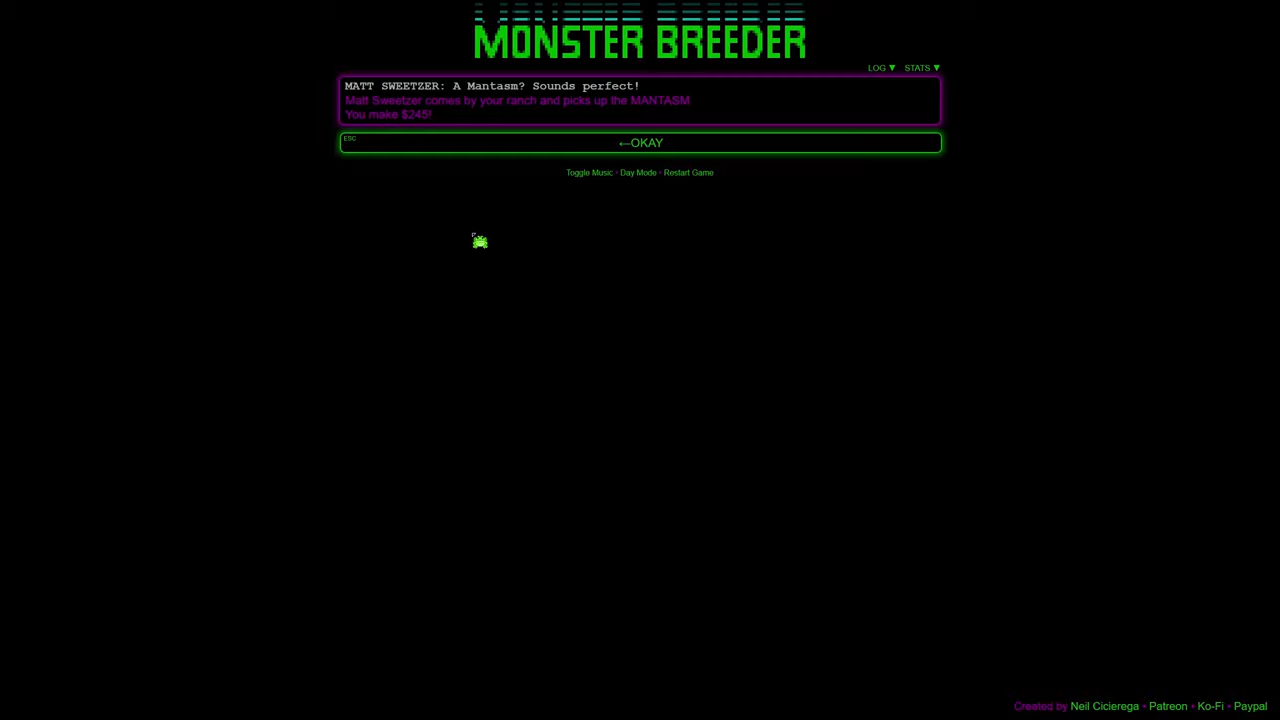 MONSTER BREEDER
LOG ▼ STATS ▼
MATT SWEETZER: A Mantasm? Sounds perfect!
Matt Sweetzer comes by your ranch and picks up the MANTASM
You make $245!
ESC
←OKAY
Toggle Music • Day Mode • Restart Game
Created by Neil Cicierega • Patreon • Ko-Fi • Paypal